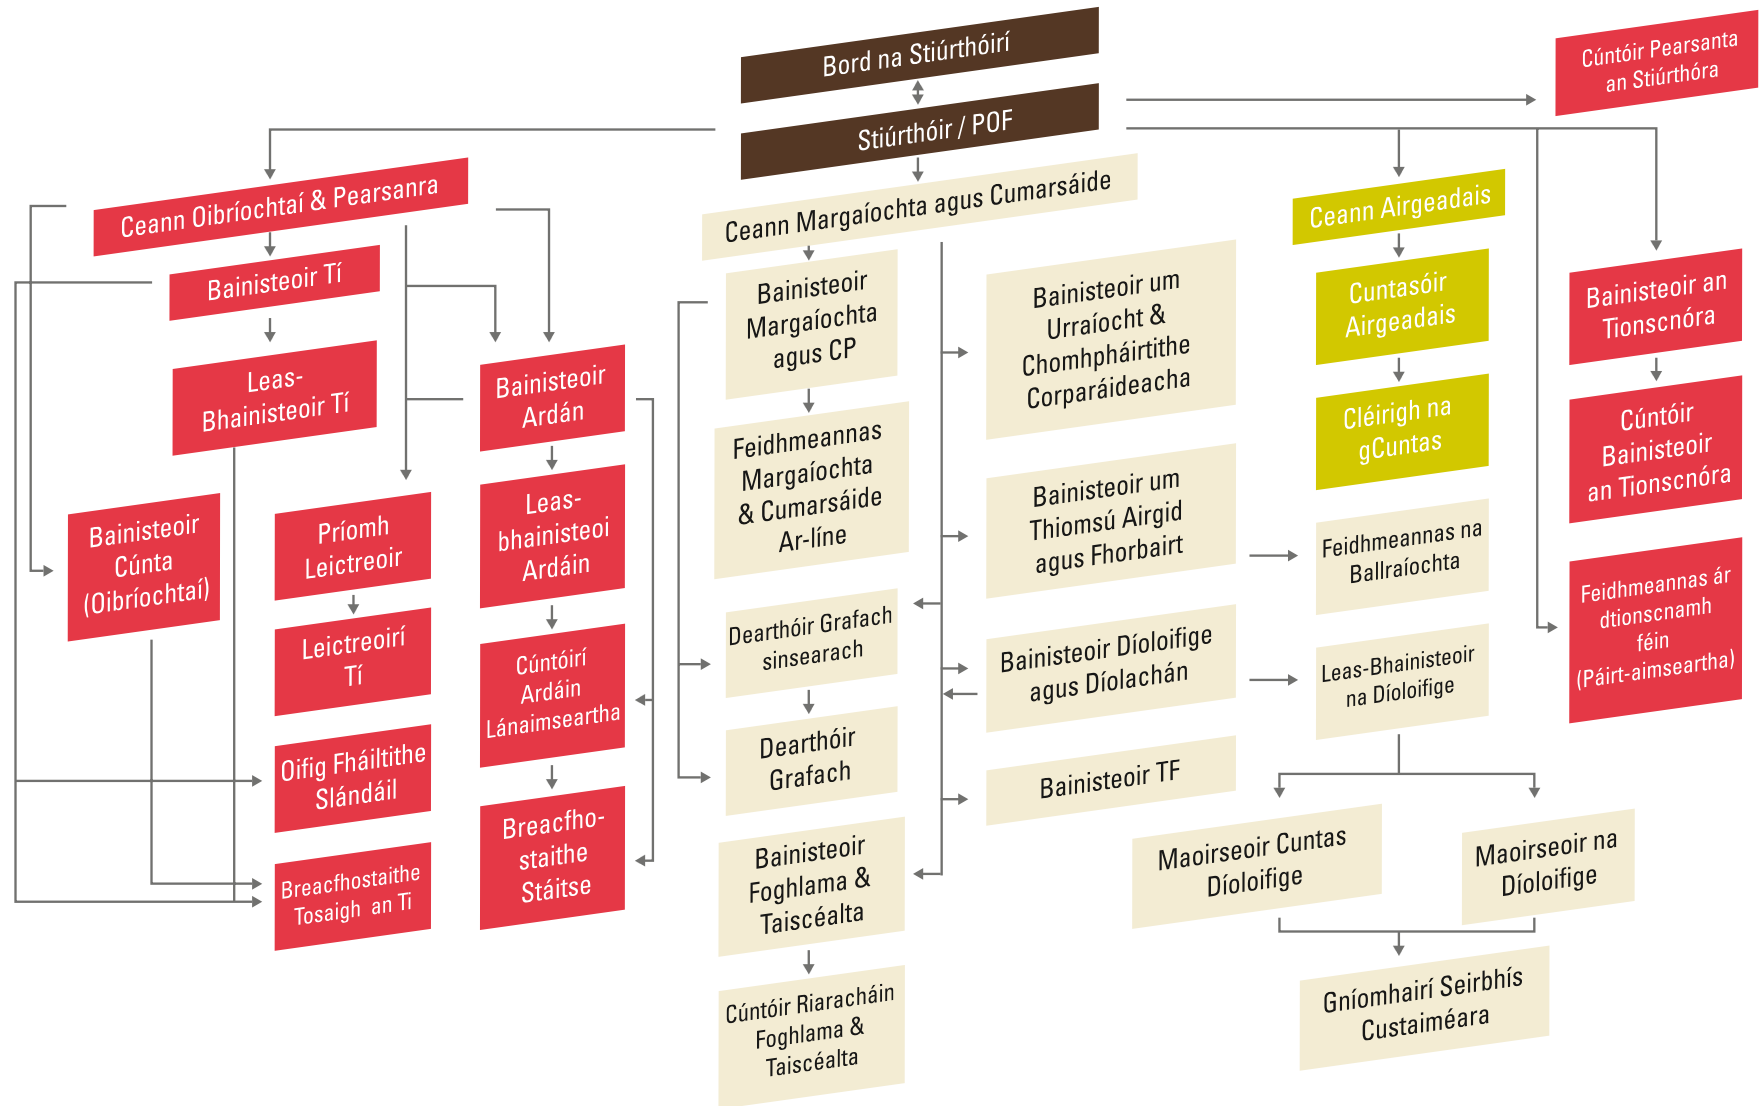 Bord na Stiúrthóirí
Stiúrthóir / POF
Cúntóir Pearsanta
an Stiúrthóra
Ceann Oibríochtaí & Pearsanra
Bainisteoir Tí
Leas-
Bhainisteoir Tí
Bainisteoir
Cúnta
(Oibríochtaí)
Príomh
Leictreoir
Leictreoirí
Tí
Oifig Fháiltithe
Slándáil
Breacfhostaithe
Tosaigh an Ti
Bainisteoir
Ardán
Leas-
bhainisteoi
Ardáin
Cúntóirí
Ardáin
Lánaimseartha
Breacfho-
staithe
Stáitse
Ceann Margaíochta agus Cumarsáide
Bainisteoir
Margaíochta
agus CP
Feidhmeannas
Margaíochta
& Cumarsáide
Ar-líne
Dearthóir Grafach
sinsearach
Dearthóir
Grafach
Bainisteoir
Foghlama &
Taiscéalta
Cúntóir Riaracháin
Foghlama &
Taiscéalta
Bainisteoir um
Urraíocht &
Chomhpháirtithe
Corparáideacha
Bainisteoir um
Thiomsú Airgid
agus Fhorbairt
Bainisteoir Díoloifige
agus Díolachán
Bainisteoir TF
Ceann Airgeadais
Cuntasóir
Airgeadais
Cléirigh na
gCuntas
Feidhmeannas na
Ballraíochta
Leas-Bhainisteoir
na Díoloifige
Maoirseoir Cuntas
Díoloifige
Maoirseoir na
Díoloifige
Gníomhairí Seirbhís
Custaiméara
Bainisteoir an
Tionscnóra
Cúntóir
Bainisteoir
an Tionscnóra
Feidhmeannas ár
dtionscnamh
féin
(Páirt-aimseartha)